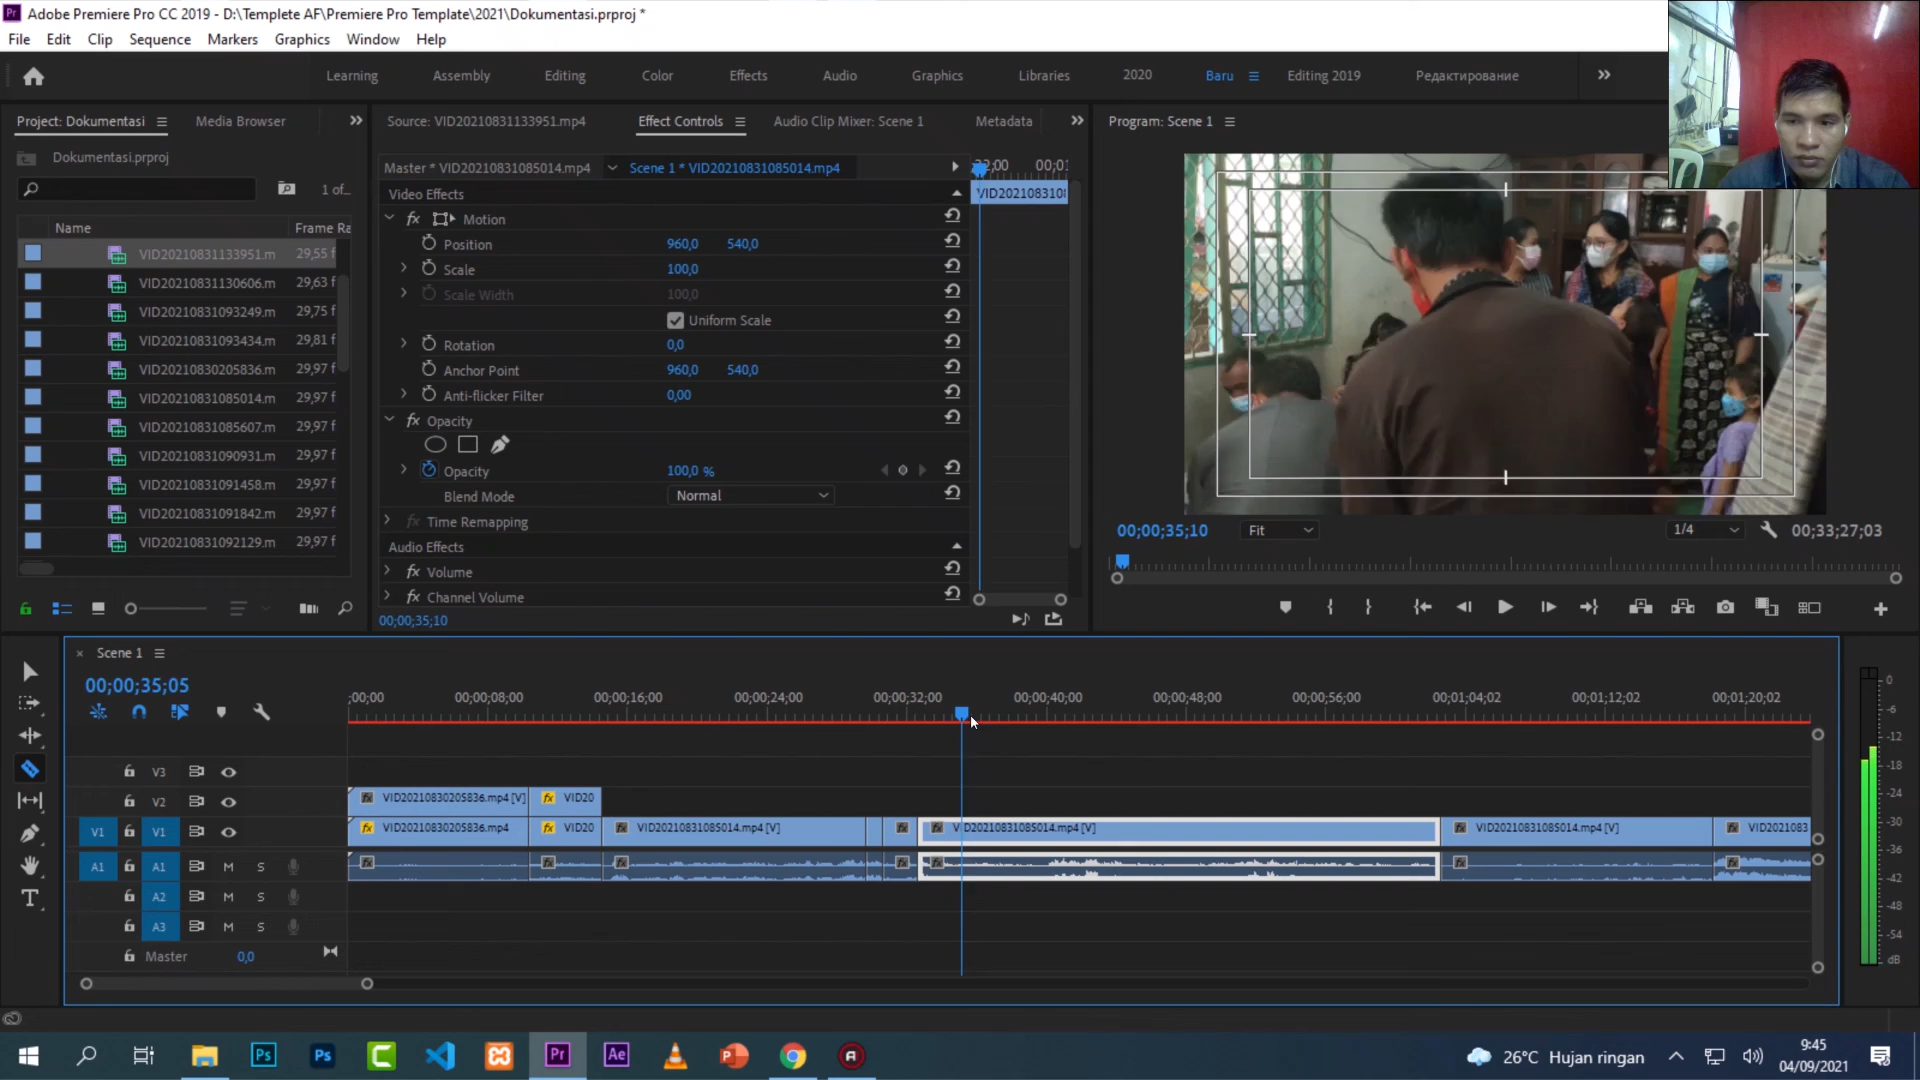 Adobe Premiere Pro CC 2019 - D:\Templete AF\Premiere Pro Template\2021\Dokumentasi.prproj *
File Edit Clip Sequence Markers Graphics Window Help
Learning Assembly Editing Color Effects Audio Graphics Libraries 2020 Baru Editing 2019 Редактирование
Project: Dokumentasi Media Browser
Dokumentasi.prproj
1 of...
Name Frame Ra
VID20210831133951.m 29,55 f
VID20210831130606.m 29,63 f
VID20210831093249.m 29,75 f
VID20210831093434.m 29,81 f
VID20210830205836.m 29,97 f
VID20210831085014.m 29,97 f
VID20210831085607.m 29,97 f
VID20210831090931.m 29,97 f
VID20210831091458.m 29,97 f
VID20210831091842.m 29,97 f
VID20210831092129.m 29,97 f
Source: VID20210831133951.mp4 Effect Controls Audio Clip Mixer: Scene 1 Metadata
Master * VID20210831085014.mp4 Scene 1 * VID20210831085014.mp4
Video Effects
fx Motion
Position 960,0 540,0
Scale 100,0
Scale Width 100,0
Uniform Scale
Rotation 0,0
Anchor Point 960,0 540,0
Anti-flicker Filter 0,00
fx Opacity
Opacity 100,0 %
Blend Mode Normal
fx Time Remapping
Audio Effects
fx Volume
fx Channel Volume
00;00;35;10
Program: Scene 1
00;00;35;10 Fit 1/4 00;33;27;03
Scene 1
00;00;35;05
;00;00 00;00;08;00 00;00;16;00 00;00;24;00 00;00;32;00 00;00;40;00 00;00;48;00 00;00;56;00 00;01;04;02 00;01;12;02 00;01;20;02
V3
V2 VID20210830205836.mp4 [V] VID20
V1 V1 VID20210830205836.mp4 VID20 VID20210831085014.mp4 [V] VID20210831085014.mp4 [V] VID20210831085014.mp4 [V] VID2021083
A1 A1 M S
A2 M S
A3 M S
Master 0,0
0
-6
-12
-18
-24
-30
-36
-42
-48
-54
dB
26°C Hujan ringan
9:45
04/09/2021